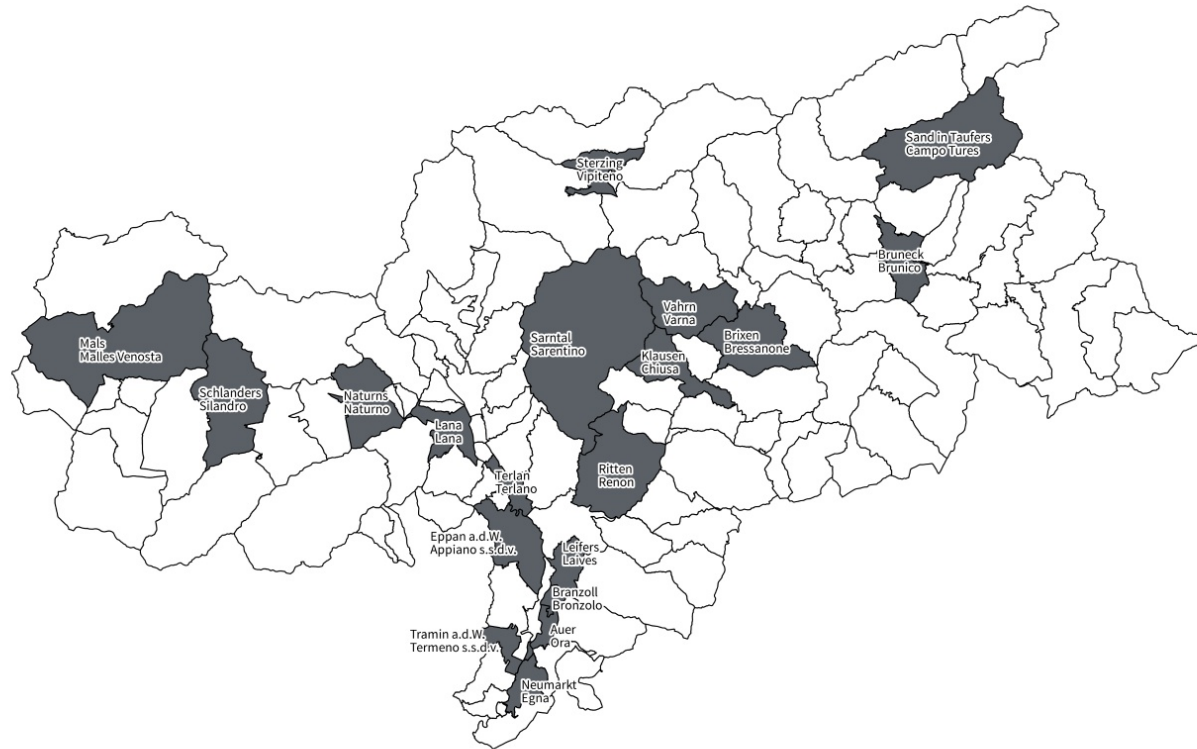 Sand in Taufers
Campo Tures
Sterzing
Vipiteno
Bruneck
Brunico
Vahrn
Varna
Mals
Malles Venosta
Sarntal
Sarentino
Brixen
Bressanone
Klausen
Chiusa
Schlanders
Silandro
Naturns
Naturno
Lana
Lana
Ritten
Renon
Terlan
Terlano
Eppan a.d.W.
Appiano s.s.d.v.
Leifers
Laives
Branzoll
Bronzolo
Auer
Ora
Tramin a.d.W.
Termeno s.s.d.v.
Neumarkt
Egna